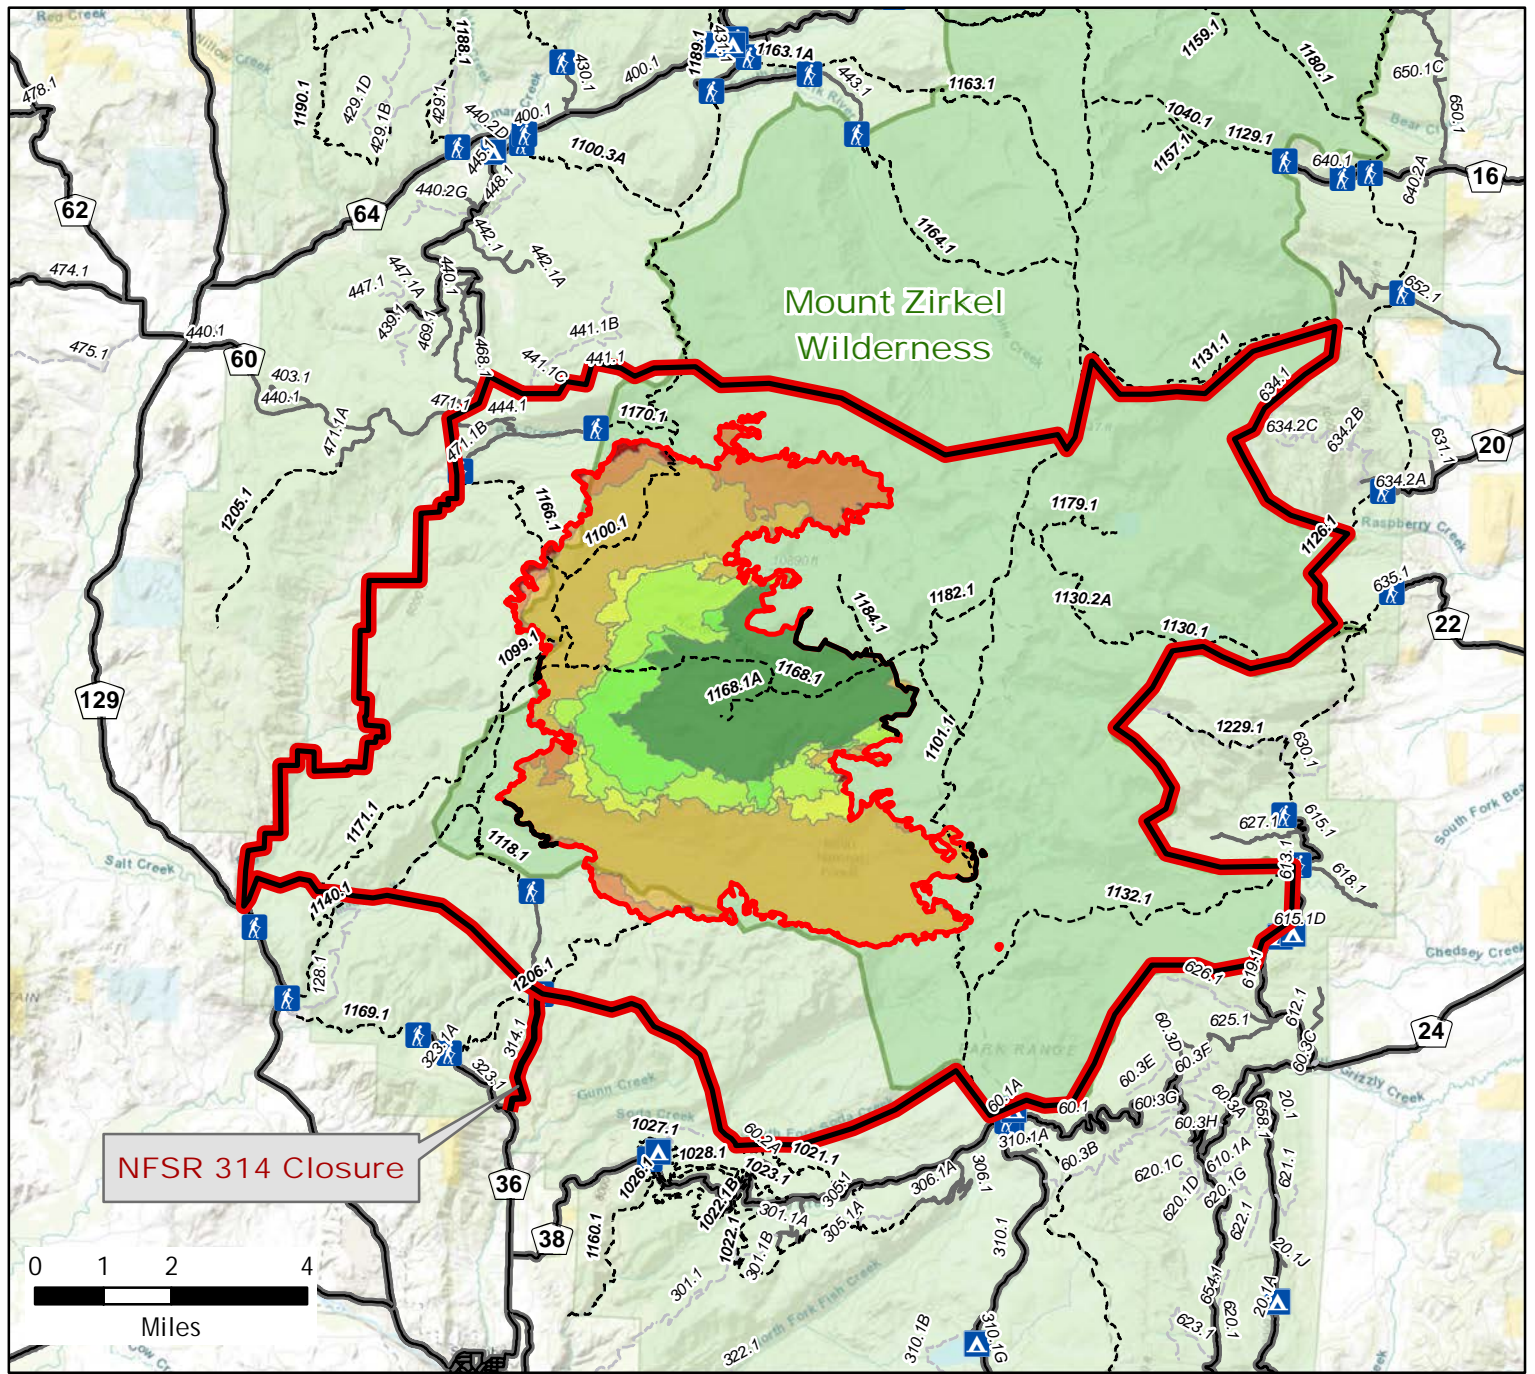 Red Creek
Willow Creek
1188.1
1189.1
431.1
1163.1A
1159.1
1180.1
650.1C
478.1
1190.1
429.1D
429.1B
429.1
440.2D
400.1
430.1
400.1
443.1
1163.1
650.1
1040.1
1157.1
1129.1
640.1
640.2A
16
62
64
445.1
448.1
440.2G
1100.3A
442.1
442.1A
1164.1
474.1
447.1
447.1A
440.1
439.1
469.1
652.1
Mount Zirkel
Wilderness
440.1
475.1
60
403.1
440.1
468.1
441.1B
441.1C
441.1
1131.1
634.1
634.2C
634.2B
631.1
20
471.1
444.1
471.1A
471.1B
1170.1
634.2A
1205.1
1166.1
1100.1
1179.1
1126.1
Raspberry Creek
635.1
22
1184.1
1182.1
1130.2A
1130.1
1099.1
1168.1
1168.1A
129
1101.1
1229.1
630.1
1171.1
1118.1
627.1
615.1
613.1
618.1
South Fork Bea
Salt Creek
1140.1
1132.1
615.1D
Chedsey Creek
128.1
1206.1
626.1
619.1
1169.1
323.1A
323.1
314.1
PARK RANGE
612.1
625.1
24
60.3D
60.3F
60.3E
60.3C
Grizzly Creek
Gunn Creek
60.1A
60.1
60.3G
60.3A
60.3H
658.1
20.1
Soda Creek
1027.1
60.2A
1021.1
310.1A
60.3B
NFSR 314 Closure
36
1028.1
1026.1
1023.1
1022.1B
305.1
306.1A
306.1
620.1C
610.1A
620.1G
620.1D
621.1
38
1160.1
1022.1
301.1A
301.1B
305.1A
310.1
622.1
20.1J
301.1
North Fork Fish Creek
654.1
20.1A
322.1
310.1B
310.1G
623.1
620.1
0 1 2 4
Miles